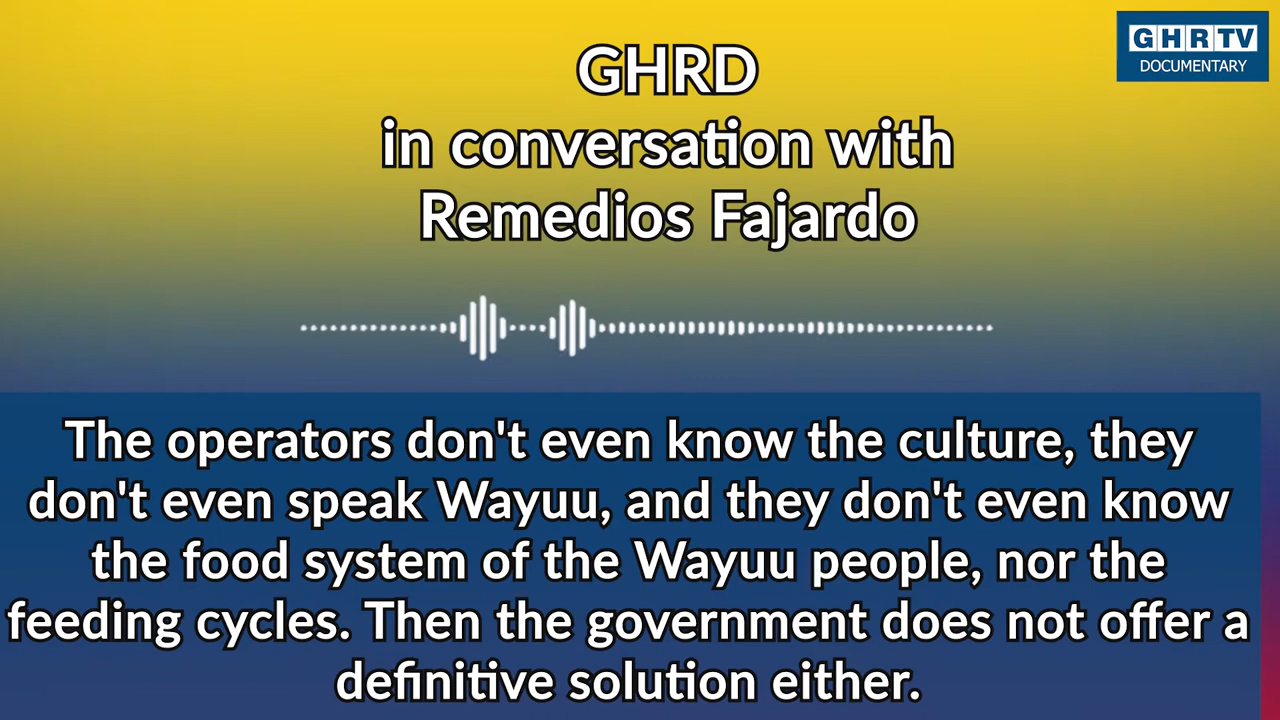 GHRTV
DOCUMENTARY
GHRD
in conversation with
Remedios Fajardo
The operators don't even know the culture, they
don't even speak Wayuu, and they don't even know
the food system of the Wayuu people, nor the
feeding cycles. Then the government does not offer a
definitive solution either.